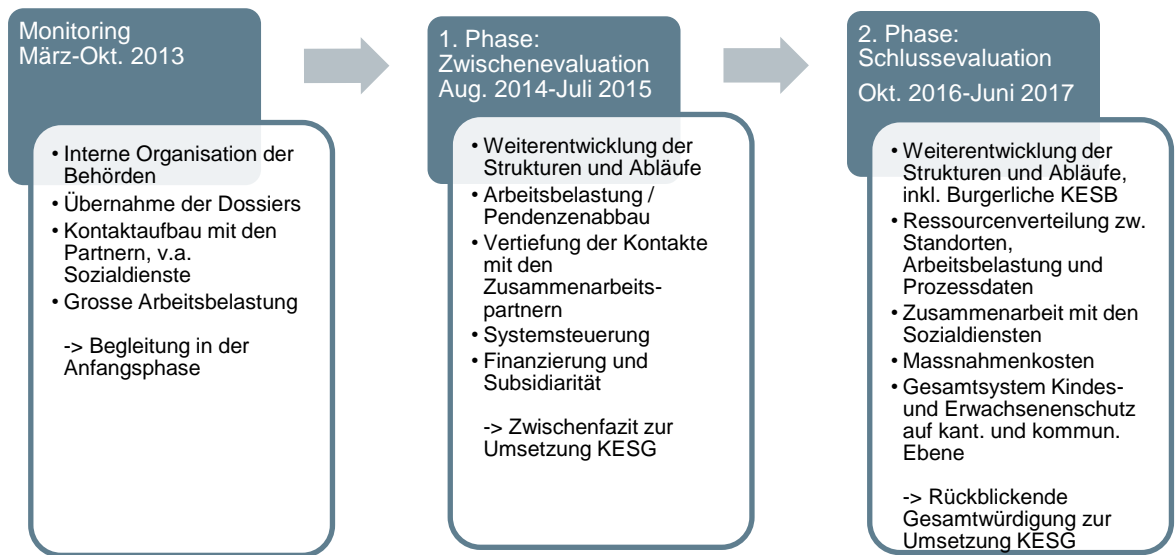 Monitoring
März-Okt. 2013
• Interne Organisation der
Behörden
• Übernahme der Dossiers
• Kontaktaufbau mit den
Partnern, v.a.
Sozialdienste
• Grosse Arbeitsbelastung
-> Begleitung in der
Anfangsphase
1. Phase:
Zwischenevaluation
Aug. 2014-Juli 2015
• Weiterentwicklung der
Strukturen und Abläufe
• Arbeitsbelastung /
Pendenzenabbau
• Vertiefung der Kontakte
mit den
Zusammenarbeits-
partnern
• Systemsteuerung
• Finanzierung und
Subsidiarität
-> Zwischenfazit zur
Umsetzung KESG
2. Phase:
Schlussevaluation
Okt. 2016-Juni 2017
• Weiterentwicklung der
Strukturen und Abläufe,
inkl. Burgerliche KESB
• Ressourcenverteilung zw.
Standorten,
Arbeitsbelastung und
Prozessdaten
• Zusammenarbeit mit den
Sozialdiensten
• Massnahmenkosten
• Gesamtsystem Kindes-
und Erwachsenenschutz
auf kant. und kommun.
Ebene
-> Rückblickende
Gesamtwürdigung zur
Umsetzung KESG